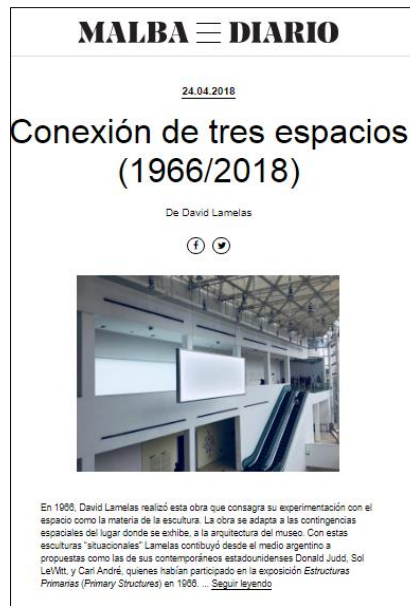 MALBA DIARIO
24.04.2018
Conexión de tres espacios
(1966/2018)
De David Lamelas
En 1966, David Lamelas realizó esta obra que consagra su experimentación con el
espacio como la materia de la escultura. La obra se adapta a las contingencias
espaciales del lugar donde se exhibe, a la arquitectura del museo. Con estas
esculturas "situacionales" Lamelas contibuyó desde el medio argentino a
propuestas como las de sus contemporáneos estadounidenses Donald Judd, Sol
LeWitt, y Carl André, quienes habían participado en la exposición Estructuras
Primarias (Primary Structures) en 1966. ... Seguir leyendo